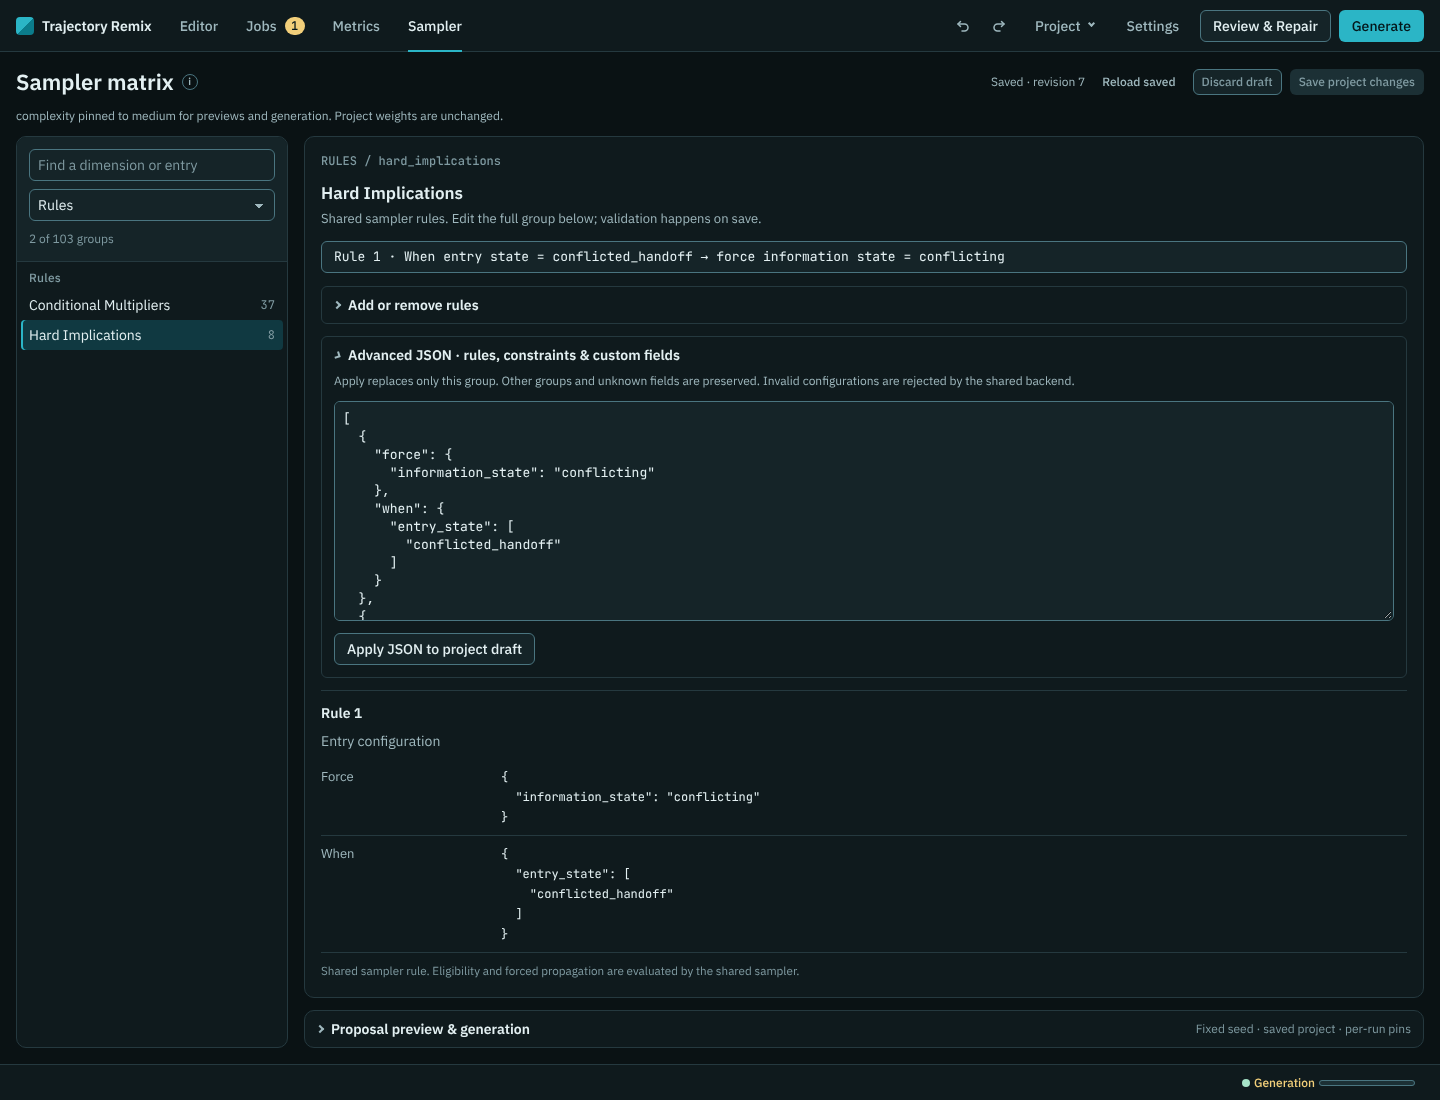 Trajectory Remix
Editor
Jobs 1
Metrics
Sampler
Project
Settings
Review & Repair
Generate
Sampler matrix i
Saved · revision 7
Reload saved
Discard draft
Save project changes
complexity pinned to medium for previews and generation. Project weights are unchanged.
Find a dimension or entry
Rules
2 of 103 groups
Rules
Conditional Multipliers 37
Hard Implications 8
RULES / hard_implications
Hard Implications
Shared sampler rules. Edit the full group below; validation happens on save.
Rule 1 · When entry state = conflicted_handoff → force information state = conflicting
Add or remove rules
Advanced JSON · rules, constraints & custom fields
Apply replaces only this group. Other groups and unknown fields are preserved. Invalid configurations are rejected by the shared backend.
[
{
"force": {
"information_state": "conflicting"
},
"when": {
"entry_state": [
"conflicted_handoff"
]
}
},
{
Apply JSON to project draft
Rule 1
Entry configuration
Force
{
"information_state": "conflicting"
}
When
{
"entry_state": [
"conflicted_handoff"
]
}
Shared sampler rule. Eligibility and forced propagation are evaluated by the shared sampler.
Proposal preview & generation
Fixed seed · saved project · per-run pins
Generation